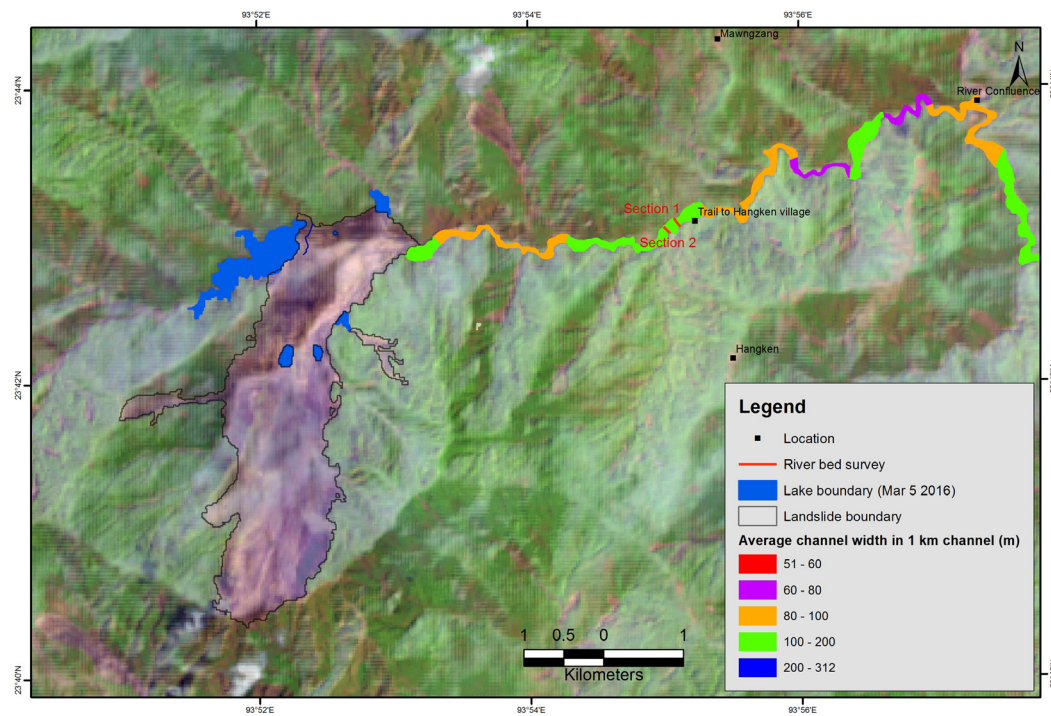 93°52'E
93°54'E
93°56'E
Mawngzang
N
23°44'N
River Confluence
Section 1
Trail to Hangken village
Section 2
Hangken
23°42'N
Legend
Location
River bed survey
Lake boundary (Mar 5 2016)
Landslide boundary
Average channel width in 1 km channel (m)
51 - 60
60 - 80
80 - 100
100 - 200
200 - 312
1 0.5 0 1
Kilometers
23°40'N
93°52'E
93°54'E
93°56'E